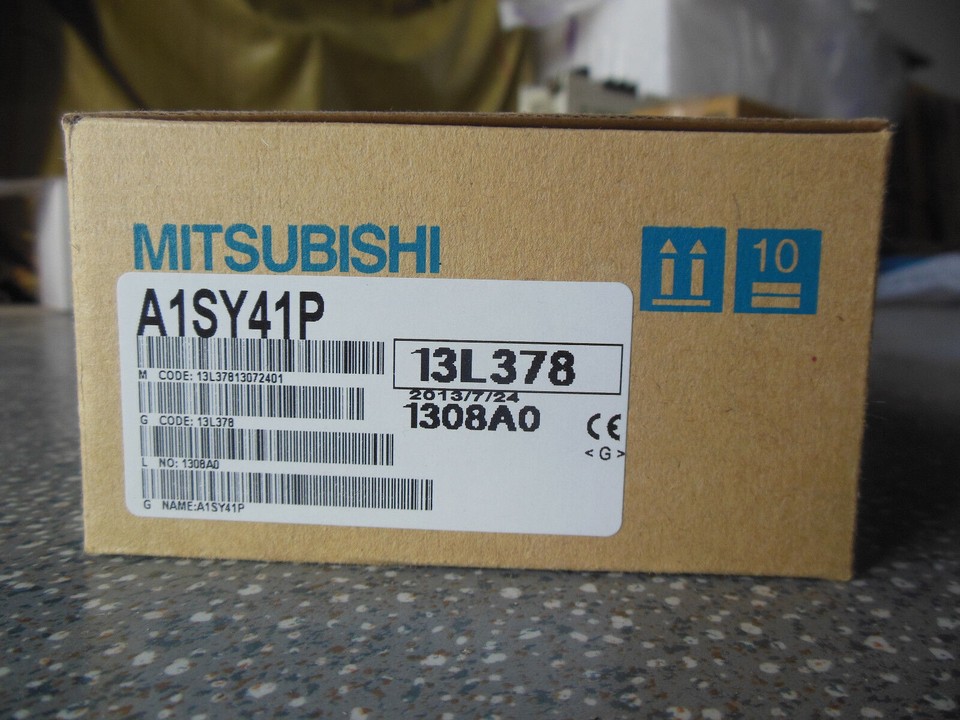 MITSUBISHI
10
A1SY41P
M CODE: 13L37813072401
13L378
2013/7/24
1308A0
G CODE: 13L378
CE
<G>
L NO: 1308A0
G NAME:A1SY41P